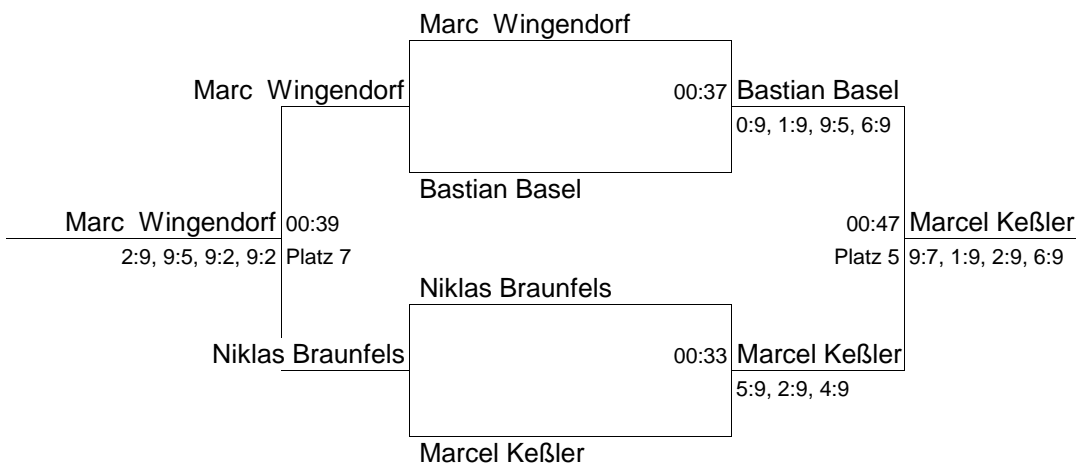 Marc  Wingendorf
Marc  Wingendorf
00:37 Bastian Basel
0:9, 1:9, 9:5, 6:9
Bastian Basel
Marc  Wingendorf 00:39
00:47 Marcel Keßler
2:9, 9:5, 9:2, 9:2 Platz 7
Platz 5 9:7, 1:9, 2:9, 6:9
Niklas Braunfels
Niklas Braunfels
00:33 Marcel Keßler
5:9, 2:9, 4:9
Marcel Keßler